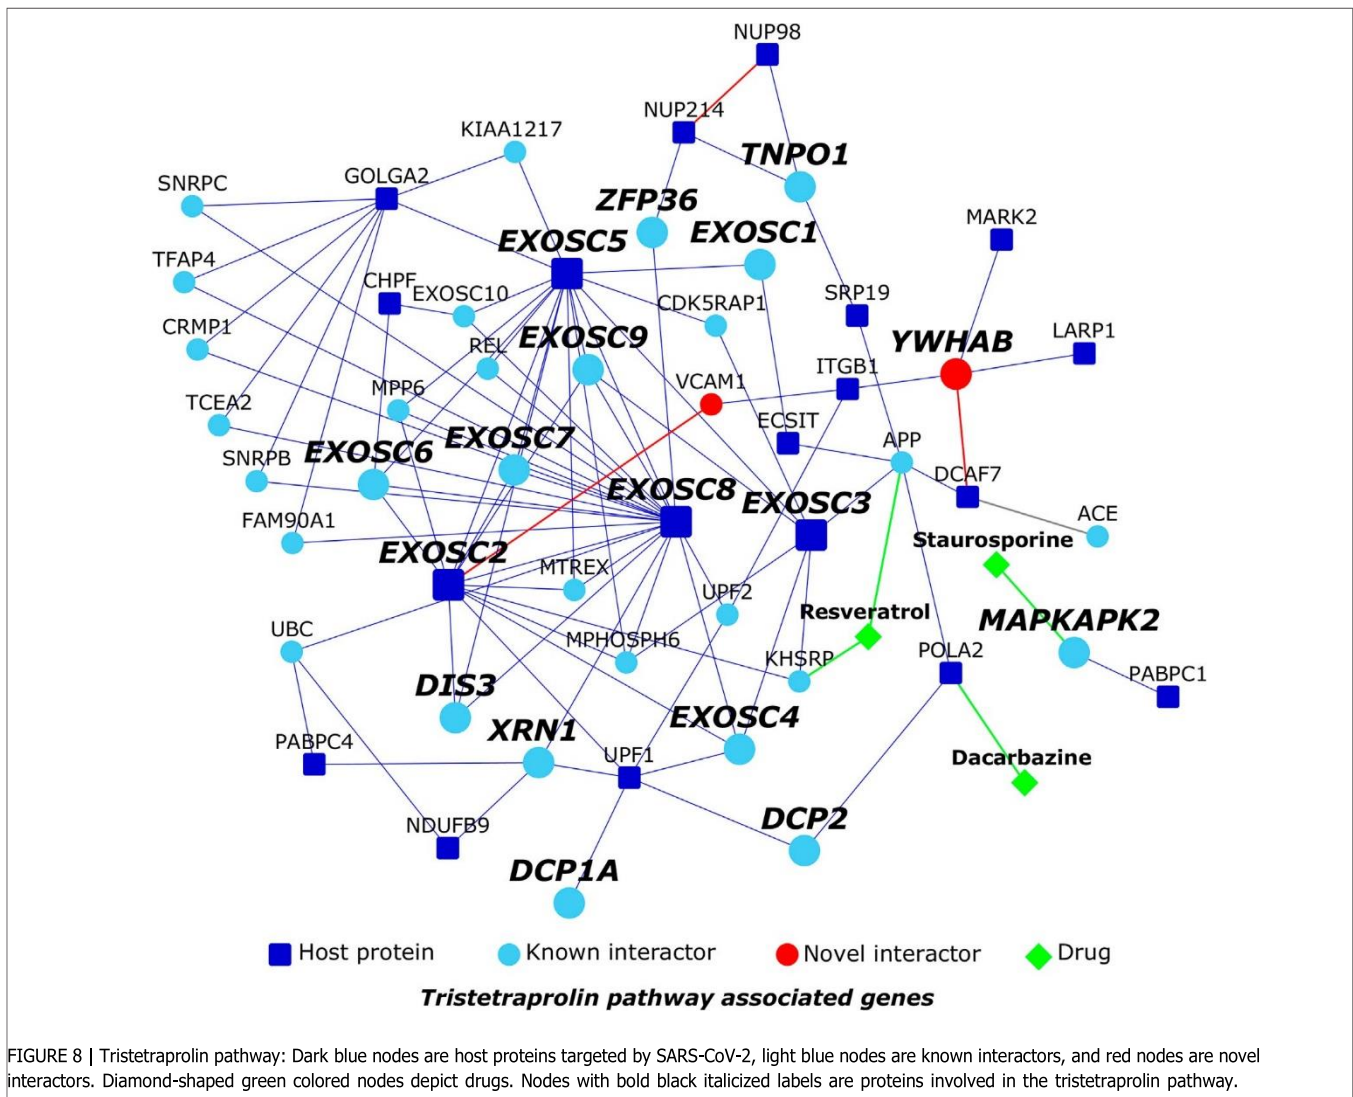 NUP98
NUP214
KIAA1217
TNPO1
SNRPC
GOLGA2
ZFP36
MARK2
EXOSC1
EXOSC5
TFAP4
CHPF
EXOSC10
CDK5RAP1
SRP19
CRMP1
EXOSC9
YWHAB
LARP1
REL
ITGB1
MPP6
VCAM1
TCEA2
ECSIT
EXOSC7
APP
SNRPB
EXOSC6
DCAF7
EXOSC8
EXOSC3
ACE
FAM90A1
Staurosporine
EXOSC2
MTREX
UPF2
Resveratrol
MAPKAPK2
UBC
MPHOSPH6
KHSRP
POLA2
PABPC1
DIS3
EXOSC4
XRN1
PABPC4
UPF1
Dacarbazine
DCP2
NDUFB9
DCP1A
Host protein Known interactor Novel interactor Drug
Tristetraprolin pathway associated genes
FIGURE 8 | Tristetraprolin pathway: Dark blue nodes are host proteins targeted by SARS-CoV-2, light blue nodes are known interactors, and red nodes are novel
interactors. Diamond-shaped green colored nodes depict drugs. Nodes with bold black italicized labels are proteins involved in the tristetraprolin pathway.